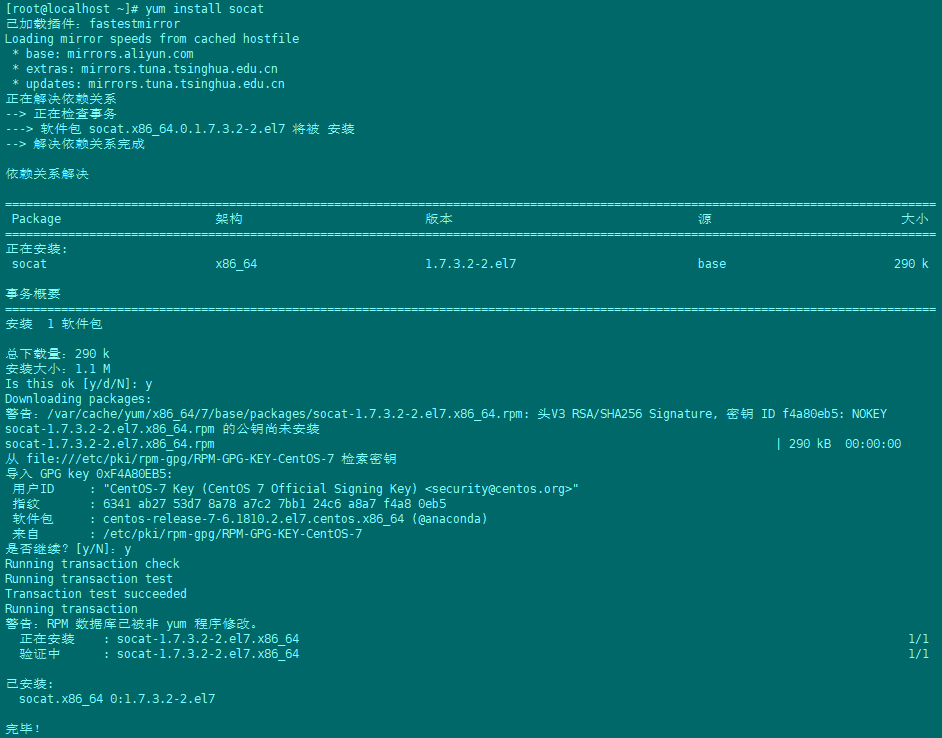 [root@localhost ~]# yum install socat
已加载插件：fastestmirror
Loading mirror speeds from cached hostfile
 * base: mirrors.aliyun.com
 * extras: mirrors.tuna.tsinghua.edu.cn
 * updates: mirrors.tuna.tsinghua.edu.cn
正在解决依赖关系
--> 正在检查事务
---> 软件包 socat.x86_64.0.1.7.3.2-2.el7 将被 安装
--> 解决依赖关系完成

依赖关系解决

================================================================================
 Package 架构 版本 源 大小
================================================================================
正在安装:
 socat x86_64 1.7.3.2-2.el7 base 290 k

事务概要
================================================================================
安装  1 软件包

总下载量：290 k
安装大小：1.1 M
Is this ok [y/d/N]: y
Downloading packages:
警告：/var/cache/yum/x86_64/7/base/packages/socat-1.7.3.2-2.el7.x86_64.rpm: 头V3 RSA/SHA256 Signature, 密钥 ID f4a80eb5: NOKEY
socat-1.7.3.2-2.el7.x86_64.rpm 的公钥尚未安装
socat-1.7.3.2-2.el7.x86_64.rpm | 290 kB  00:00:00
从 file:///etc/pki/rpm-gpg/RPM-GPG-KEY-CentOS-7 检索密钥
导入 GPG key 0xF4A80EB5:
 用户ID     : "CentOS-7 Key (CentOS 7 Official Signing Key) <security@centos.org>"
 指纹       : 6341 ab27 53d7 8a78 a7c2 7bb1 24c6 a8a7 f4a8 0eb5
 软件包     : centos-release-7-6.1810.2.el7.centos.x86_64 (@anaconda)
 来自       : /etc/pki/rpm-gpg/RPM-GPG-KEY-CentOS-7
是否继续？[y/N]：y
Running transaction check
Running transaction test
Transaction test succeeded
Running transaction
警告：RPM 数据库已被非 yum 程序修改。
  正在安装    : socat-1.7.3.2-2.el7.x86_64 1/1
  验证中      : socat-1.7.3.2-2.el7.x86_64 1/1

已安装:
  socat.x86_64 0:1.7.3.2-2.el7

完毕！